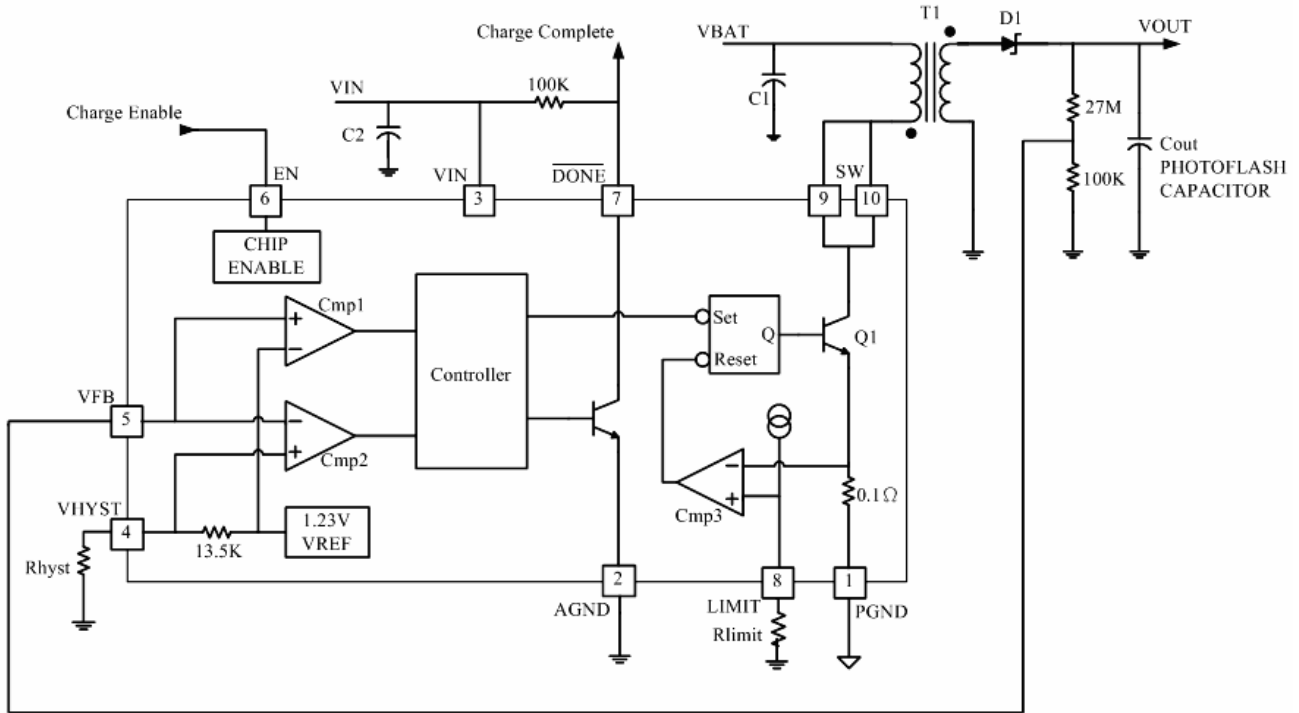 Charge Complete
VBAT
T1
D1
VOUT
VIN
100K
C1
27M
Charge Enable
C2
Cout
PHOTOFLASH
CAPACITOR
100K
EN
VIN
DONE
SW
6
3
7
9
10
CHIP
ENABLE
Cmp1
Set
Q
Q1
Reset
Controller
VFB
5
Cmp2
VHYST
4
13.5K
1.23V
VREF
Cmp3
0.1Ω
Rhyst
2
8
1
AGND
LIMIT
PGND
Rlimit